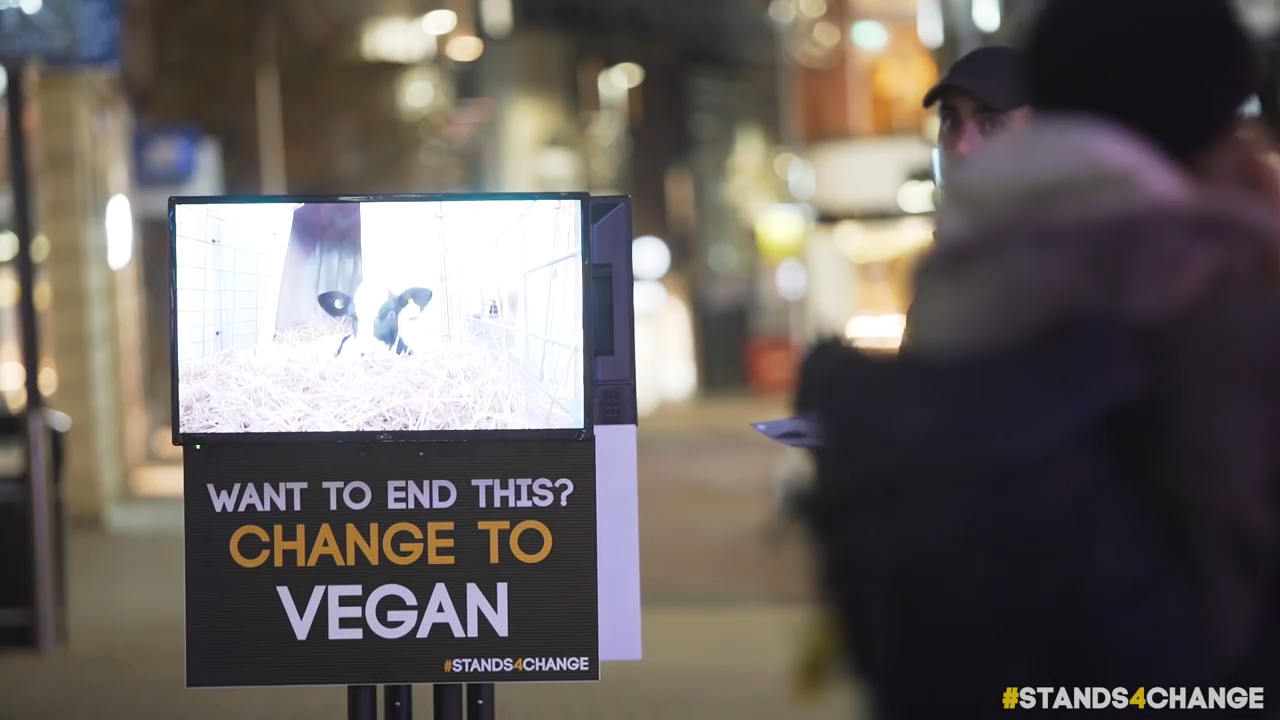 WANT TO END THIS?
CHANGE TO
VEGAN
#STANDS4CHANGE
#STANDS4CHANGE